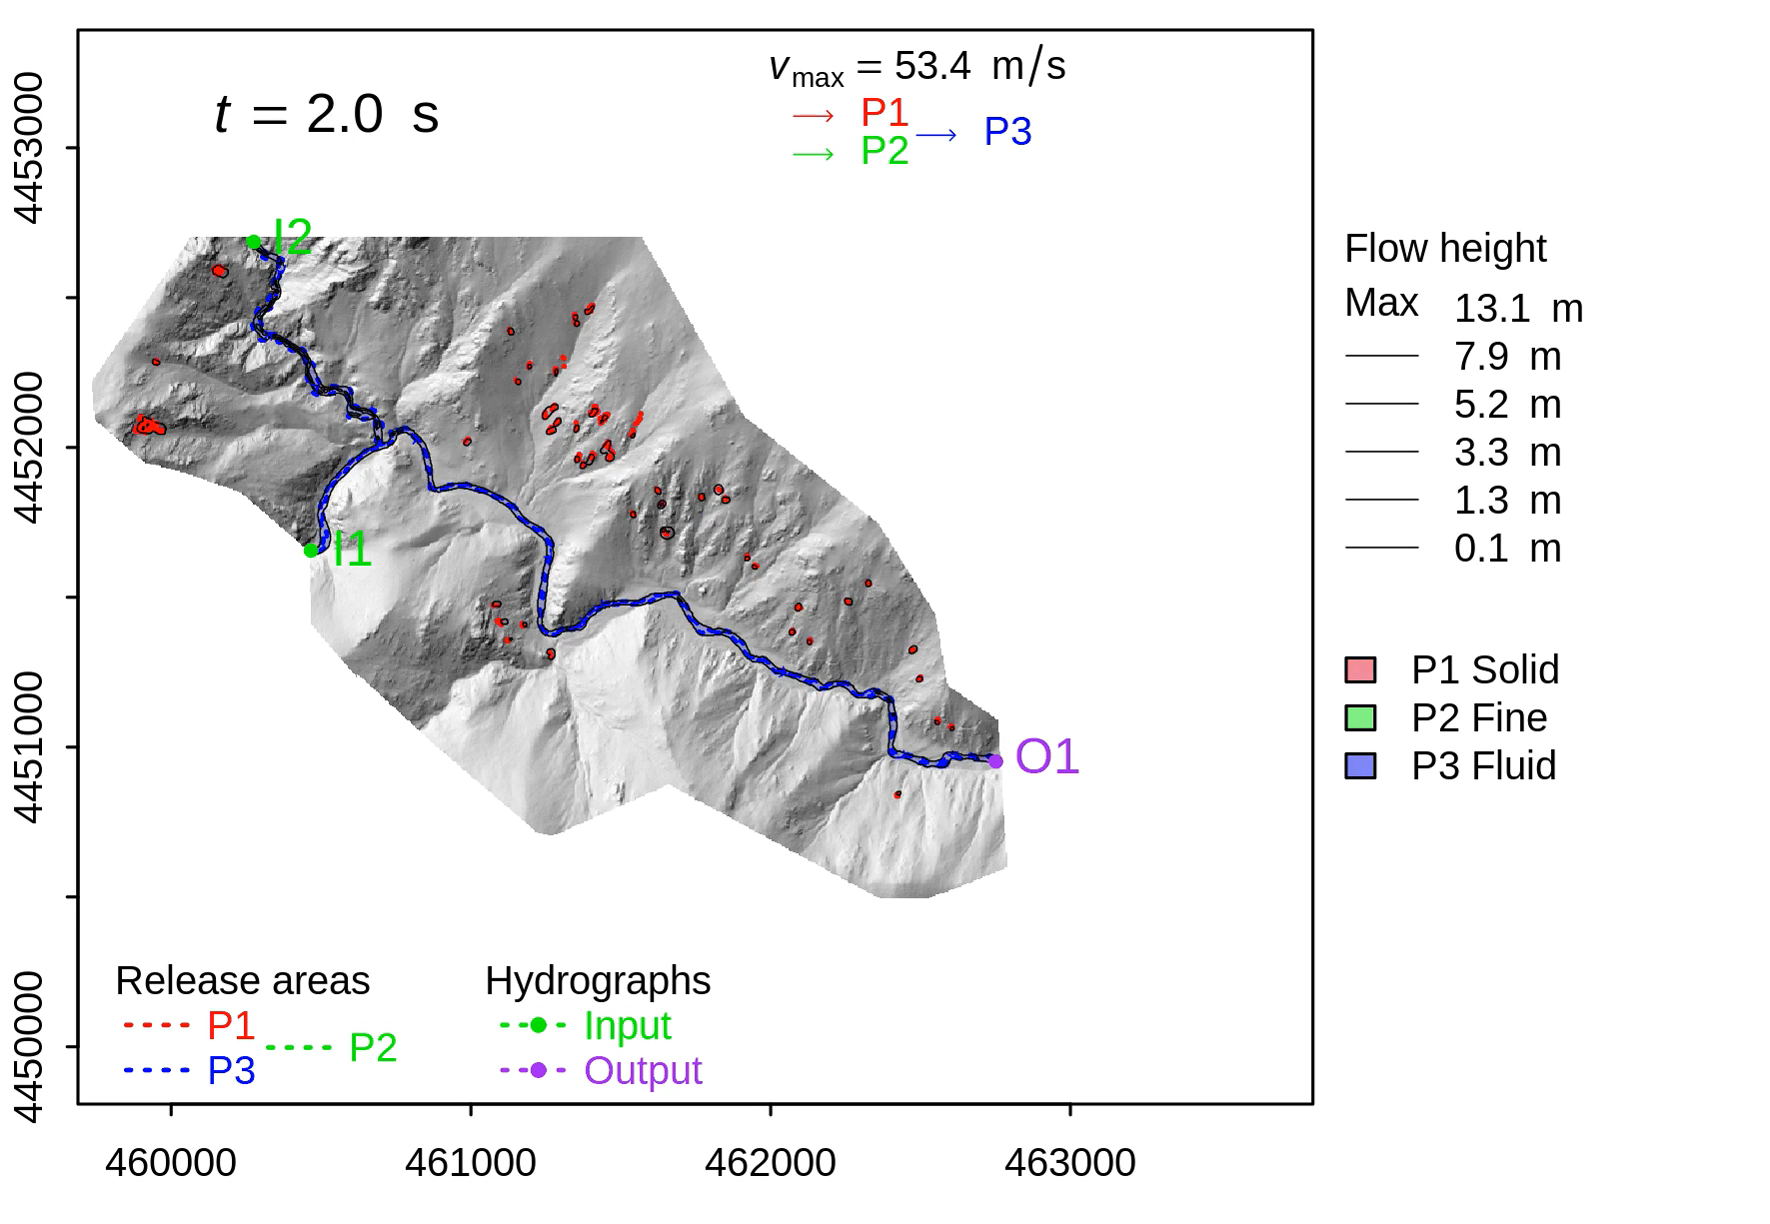 v max = 53.4 m/s
t = 2.0 s
P1
P2
P3
I2
I1
O1
4453000
4452000
4451000
4450000
460000
461000
462000
463000
Flow height
Max 13.1 m
7.9 m
5.2 m
3.3 m
1.3 m
0.1 m
P1 Solid
P2 Fine
P3 Fluid
Release areas
P1
P2
P3
Hydrographs
Input
Output